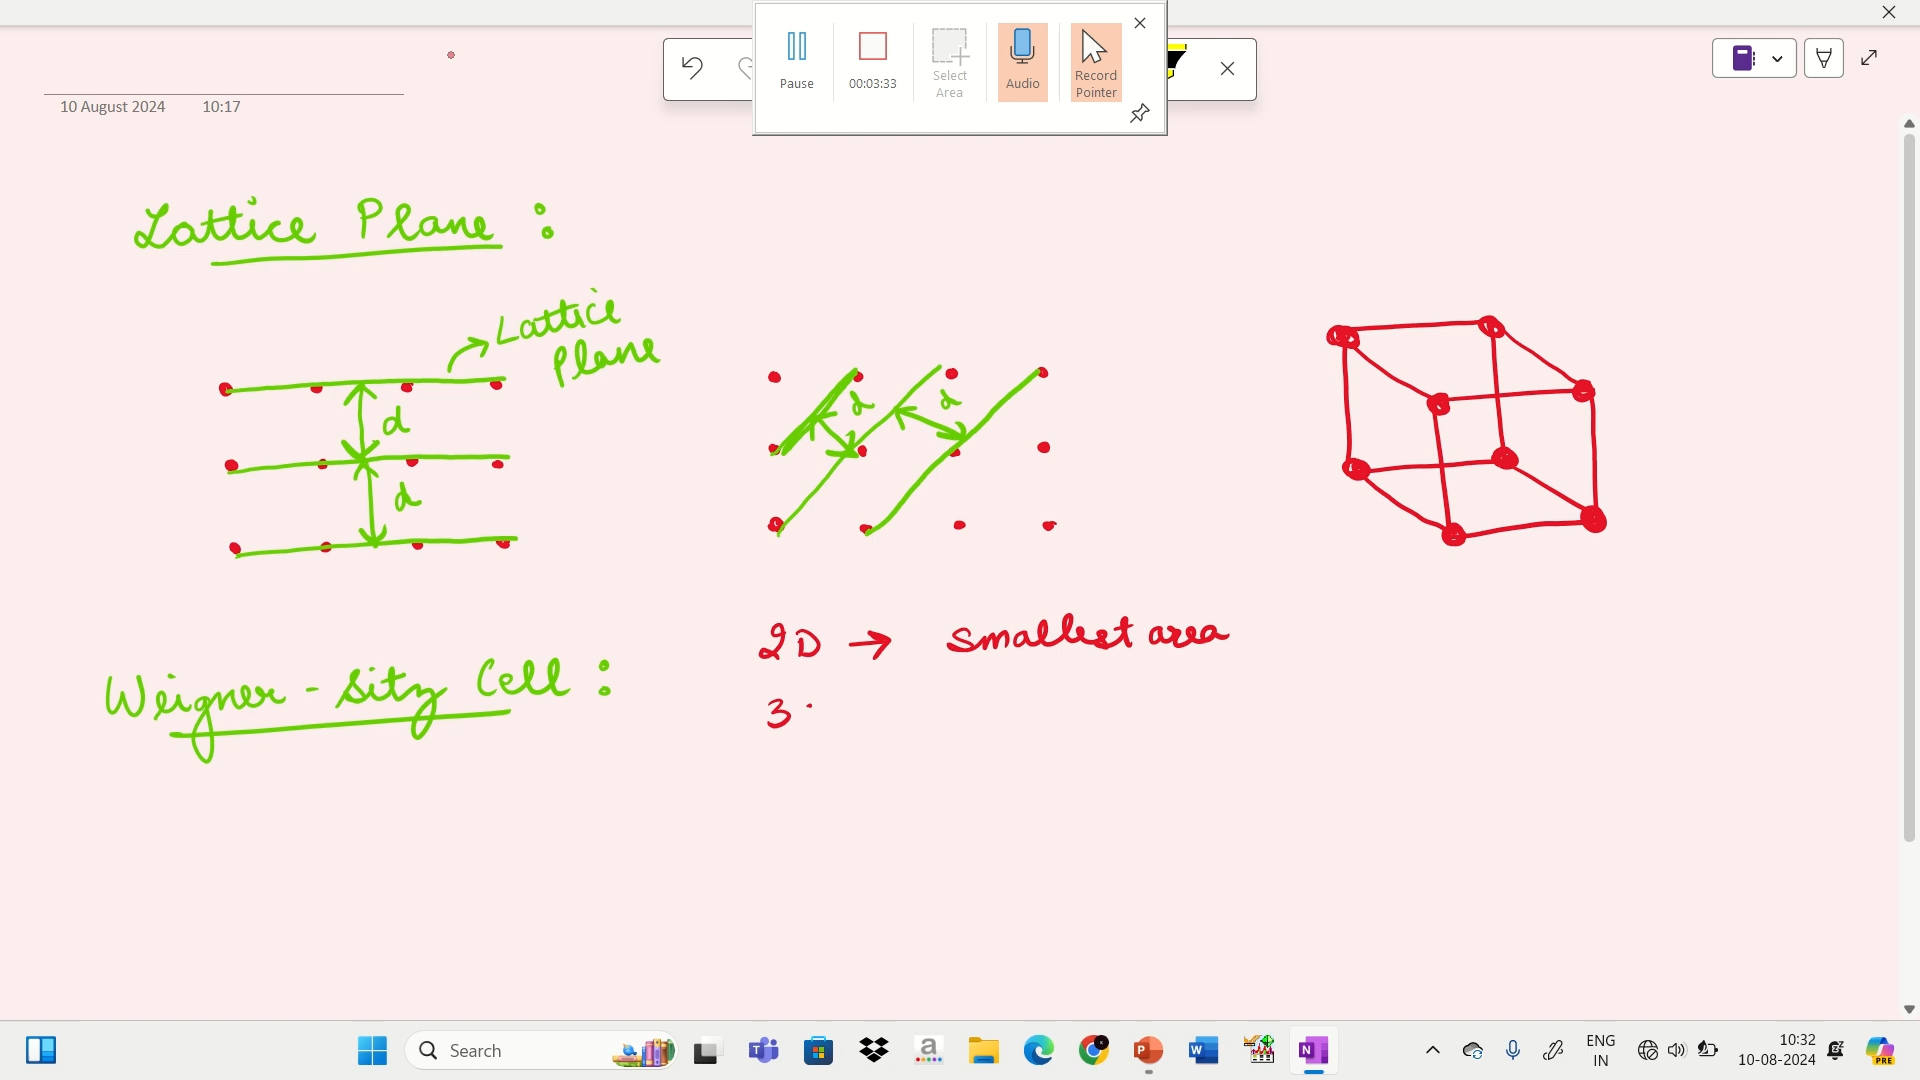 Pause
00:03:33
Select
Area
Audio
Record
Pointer
10 August 2024 10:17
Lattice Plane :
Lattice
Plane
d
d
d
d
2D → Smallest area
Weigner - Sitz Cell :
3
Search
ENG
IN
10:32
10-08-2024
PRE